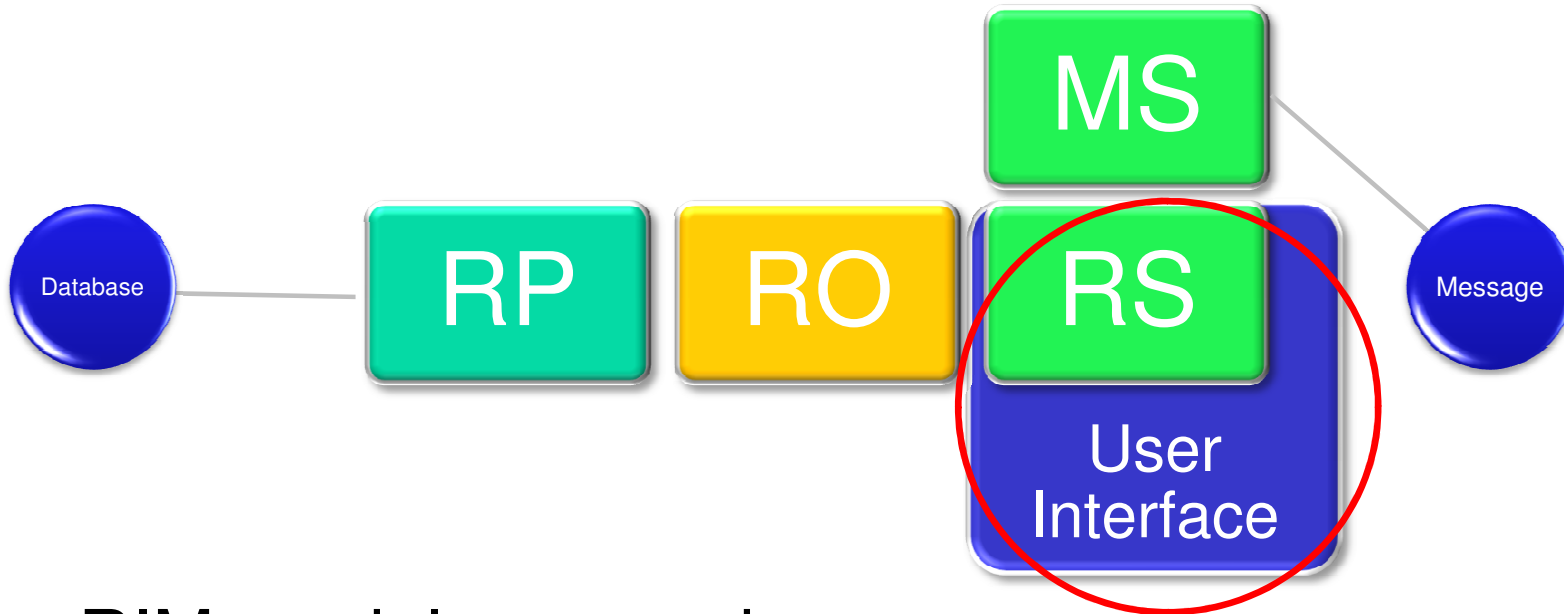 MS
Database
RP
RO
RS
Message
User
Interface